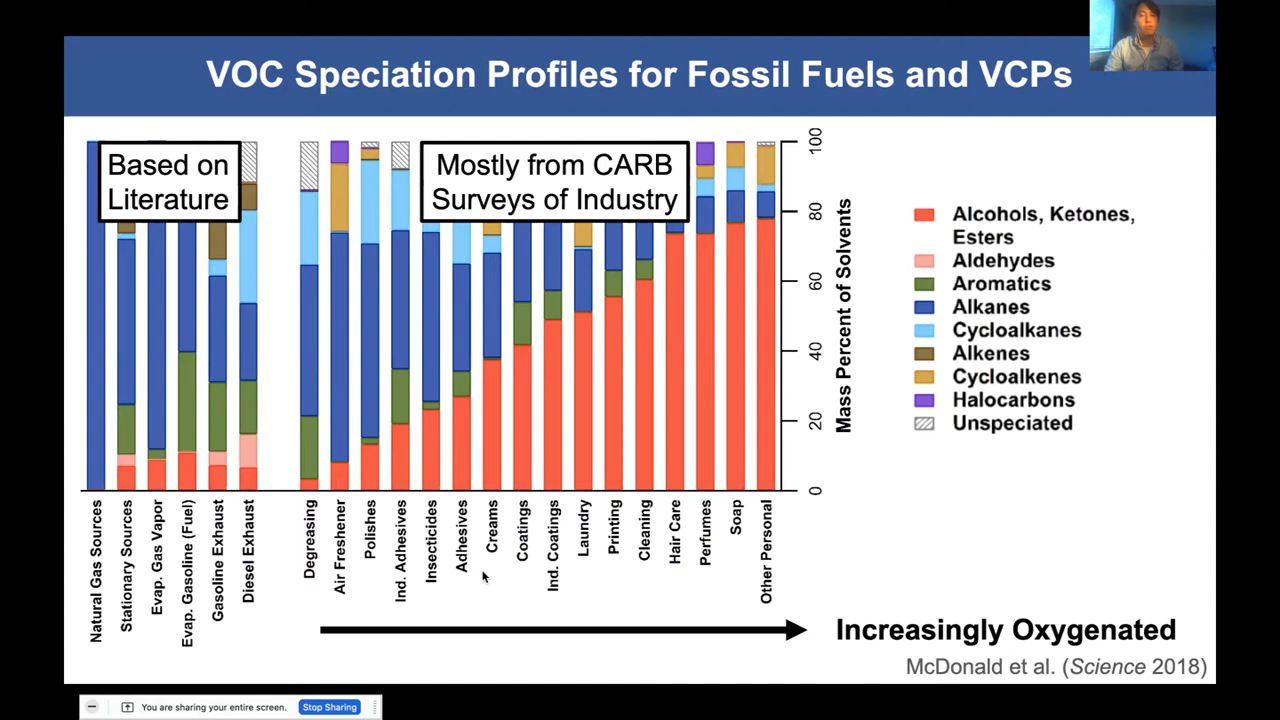 VOC Speciation Profiles for Fossil Fuels and VCPs
Based on
Literature
Mostly from CARB
Surveys of Industry
100
80
60
40
20
0
Mass Percent of Solvents
Alcohols, Ketones,
Esters
Aldehydes
Aromatics
Alkanes
Cycloalkanes
Alkenes
Cycloalkenes
Halocarbons
Unspeciated
Natural Gas Sources
Stationary Sources
Evap. Gas Vapor
Evap. Gasoline (Fuel)
Gasoline Exhaust
Diesel Exhaust
Degreasing
Air Freshener
Polishes
Ind. Adhesives
Insecticides
Adhesives
Creams
Coatings
Ind. Coatings
Laundry
Printing
Cleaning
Hair Care
Perfumes
Soap
Other Personal
Increasingly Oxygenated
McDonald et al. (Science 2018)
You are sharing your entire screen.
Stop Sharing